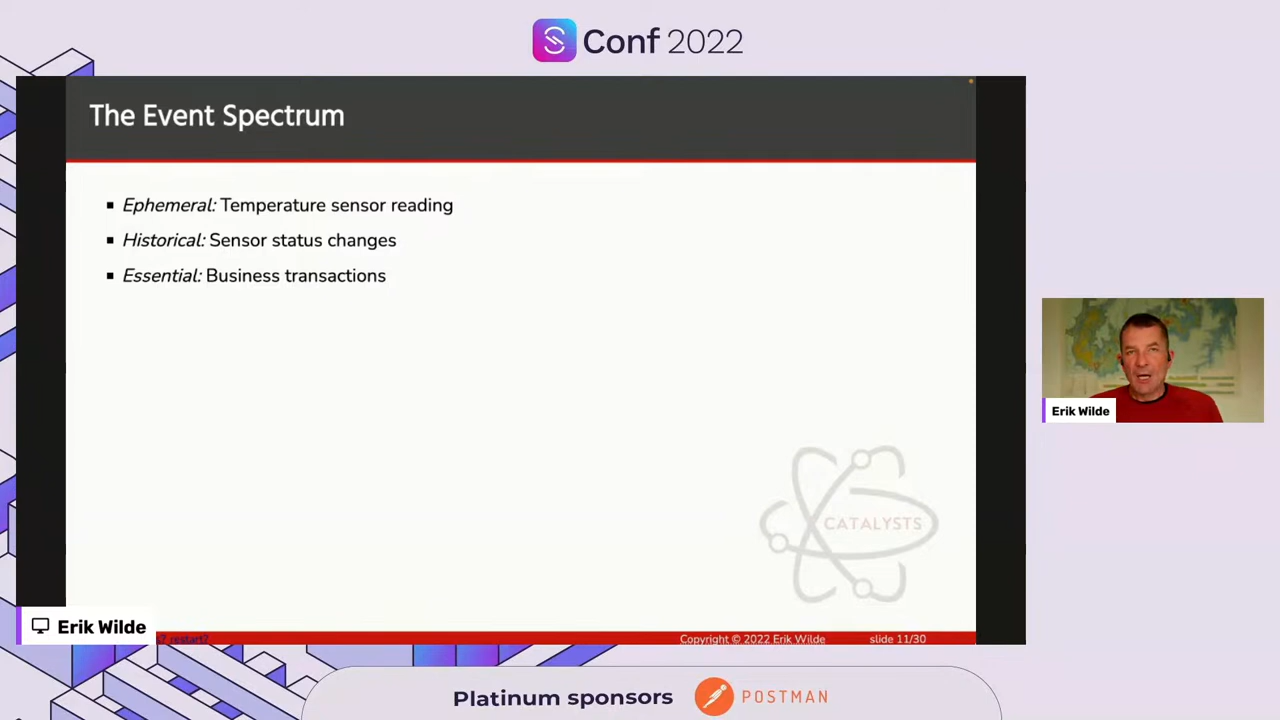 Conf 2022
The Event Spectrum
▪ Ephemeral: Temperature sensor reading
▪ Historical: Sensor status changes
▪ Essential: Business transactions
CATALYSTS
Erik Wilde
Erik Wilde
s? restart?
Copyright © 2022 Erik Wilde
slide 11/30
Platinum sponsors
POSTMAN